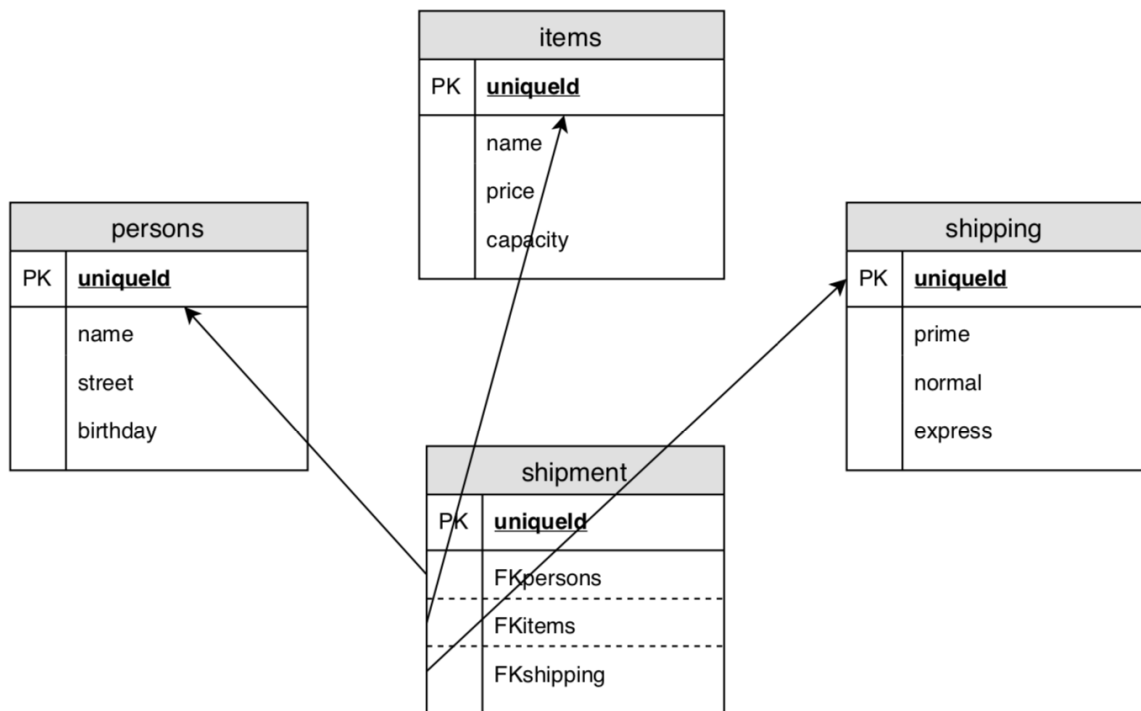 items
PK uniqueId
name
price
capacity
persons
PK uniqueId
name
street
birthday
shipping
PK uniqueId
prime
normal
express
shipment
PK uniqueId
FKpersons
FKitems
FKshipping